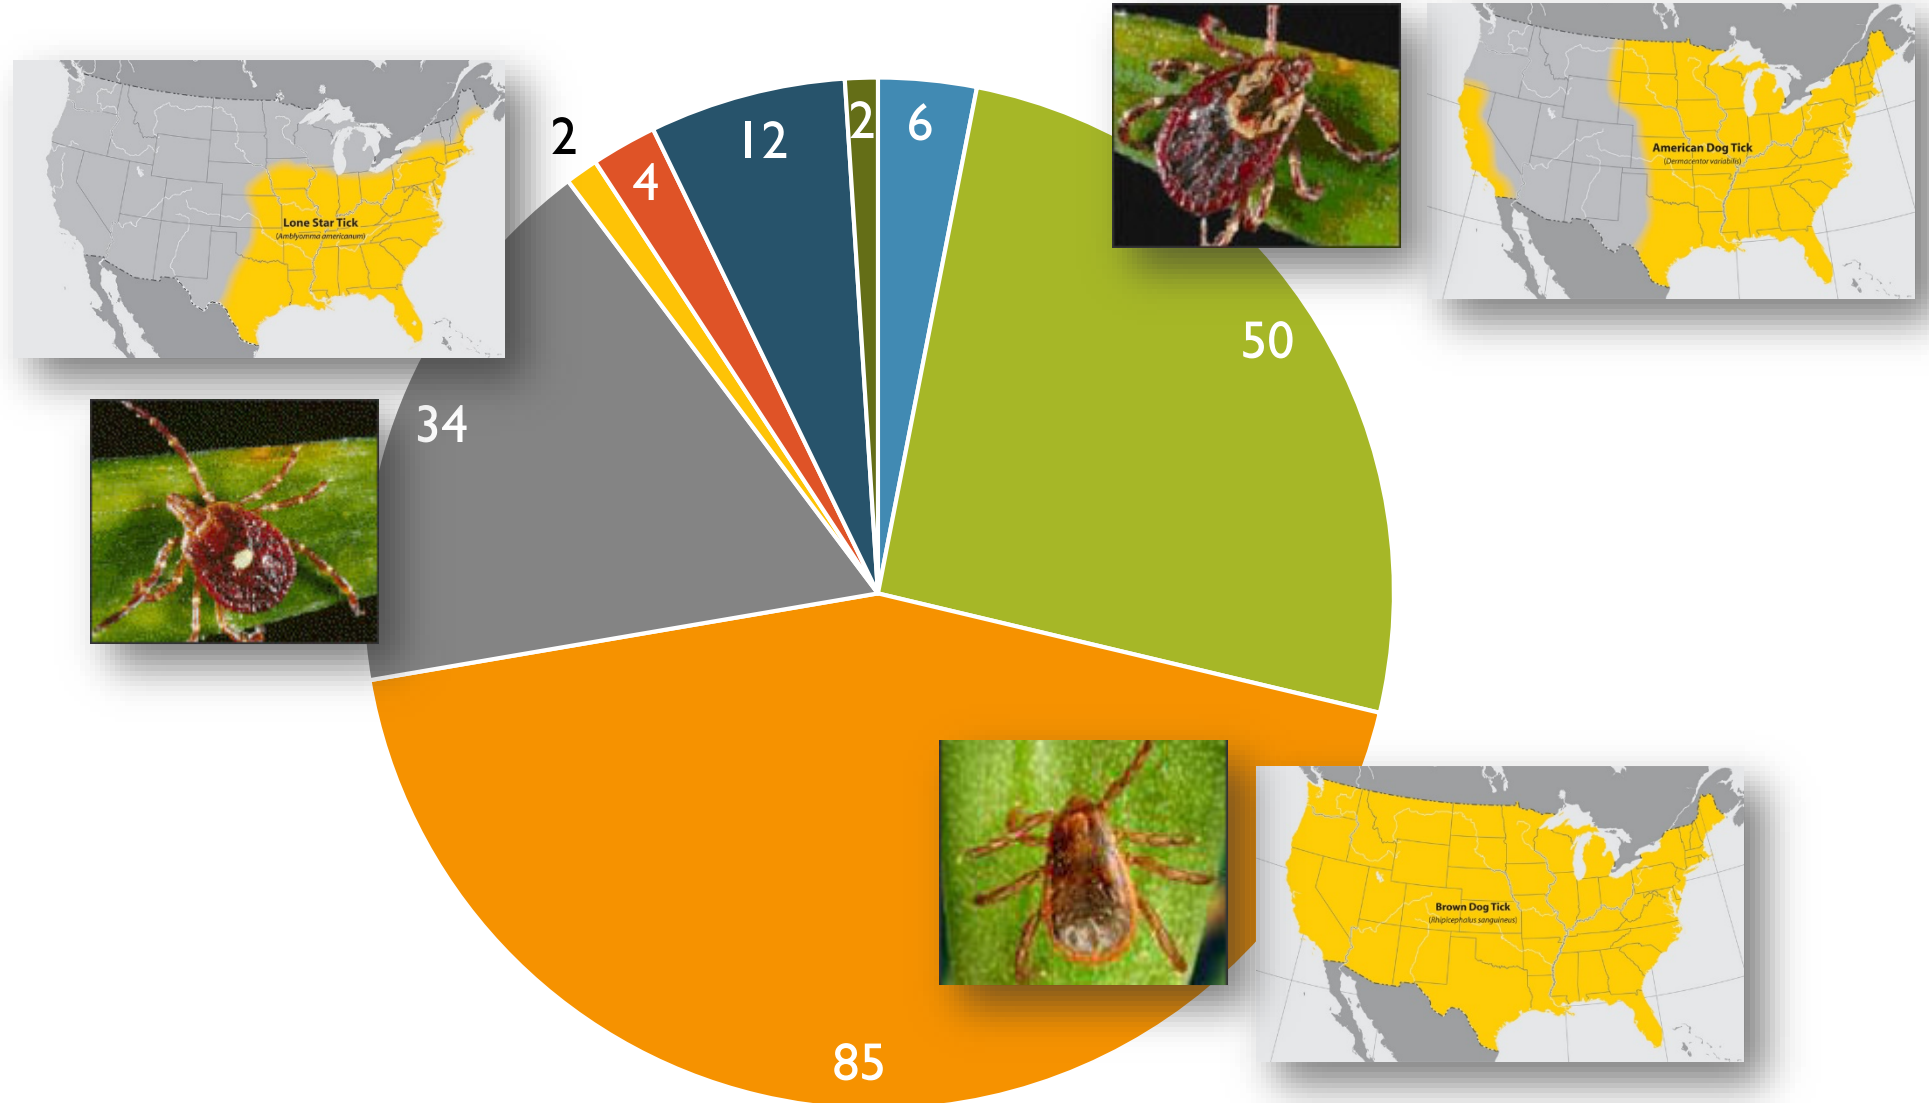 2
4
12
2
6
50
34
85
Lone Star Tick
(Amblyomma americanum)
American Dog Tick
(Dermacentor variabilis)
Brown Dog Tick
(Rhipicephalus sanguineus)